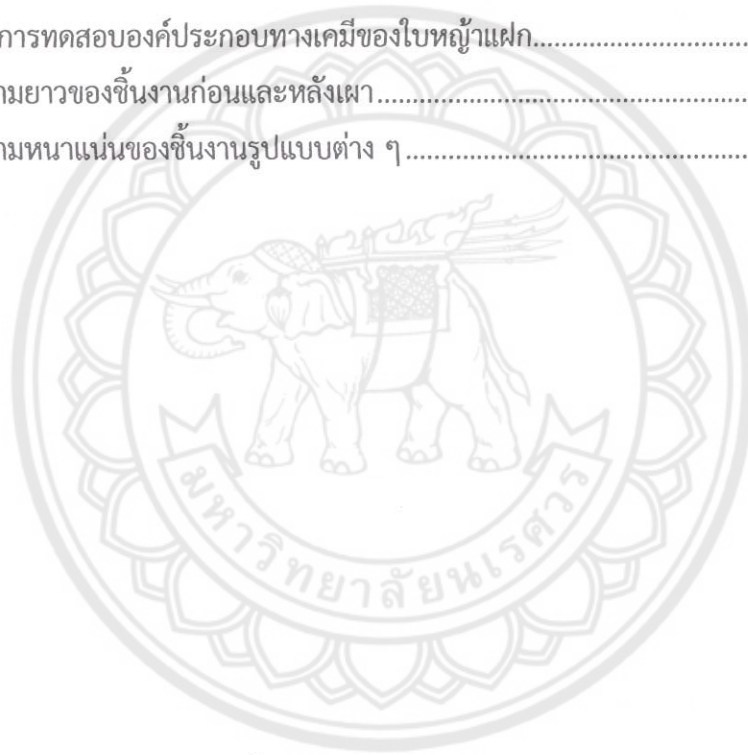 การทดสอบองค์ประกอบทางเคมีของใบหญ้าแฝก........................................
ามยาวของชิ้นงานก่อนและหลังเผา........................................................
ามหนาแน่นของชิ้นงานรูปแบบต่าง ๆ....................................................
มหาวิทยาลัยนเรศวร